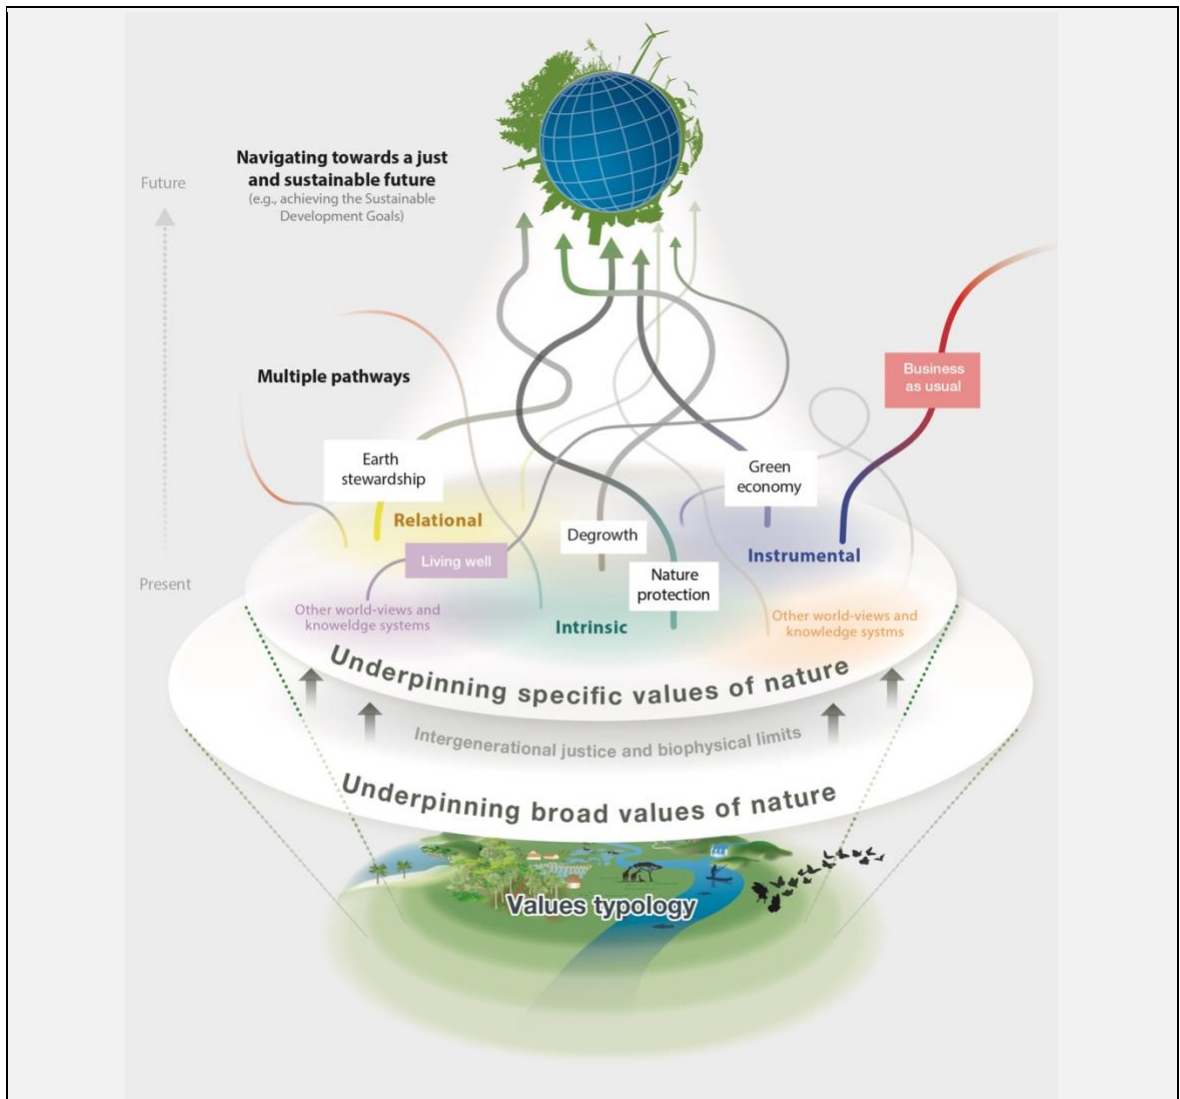 Navigating towards a just
and sustainable future
(e.g., achieving the Sustainable
Development Goals)
Future
Multiple pathways
Business
as usual
Earth
stewardship
Green
economy
Relational
Degrowth
Instrumental
Living well
Nature
protection
Present
Other world-views and
knoweldge systems
Intrinsic
Other world-views and
knowledge systms
Underpinning specific values of nature
Intergenerational justice and biophysical limits
Underpinning broad values of nature
Values typology